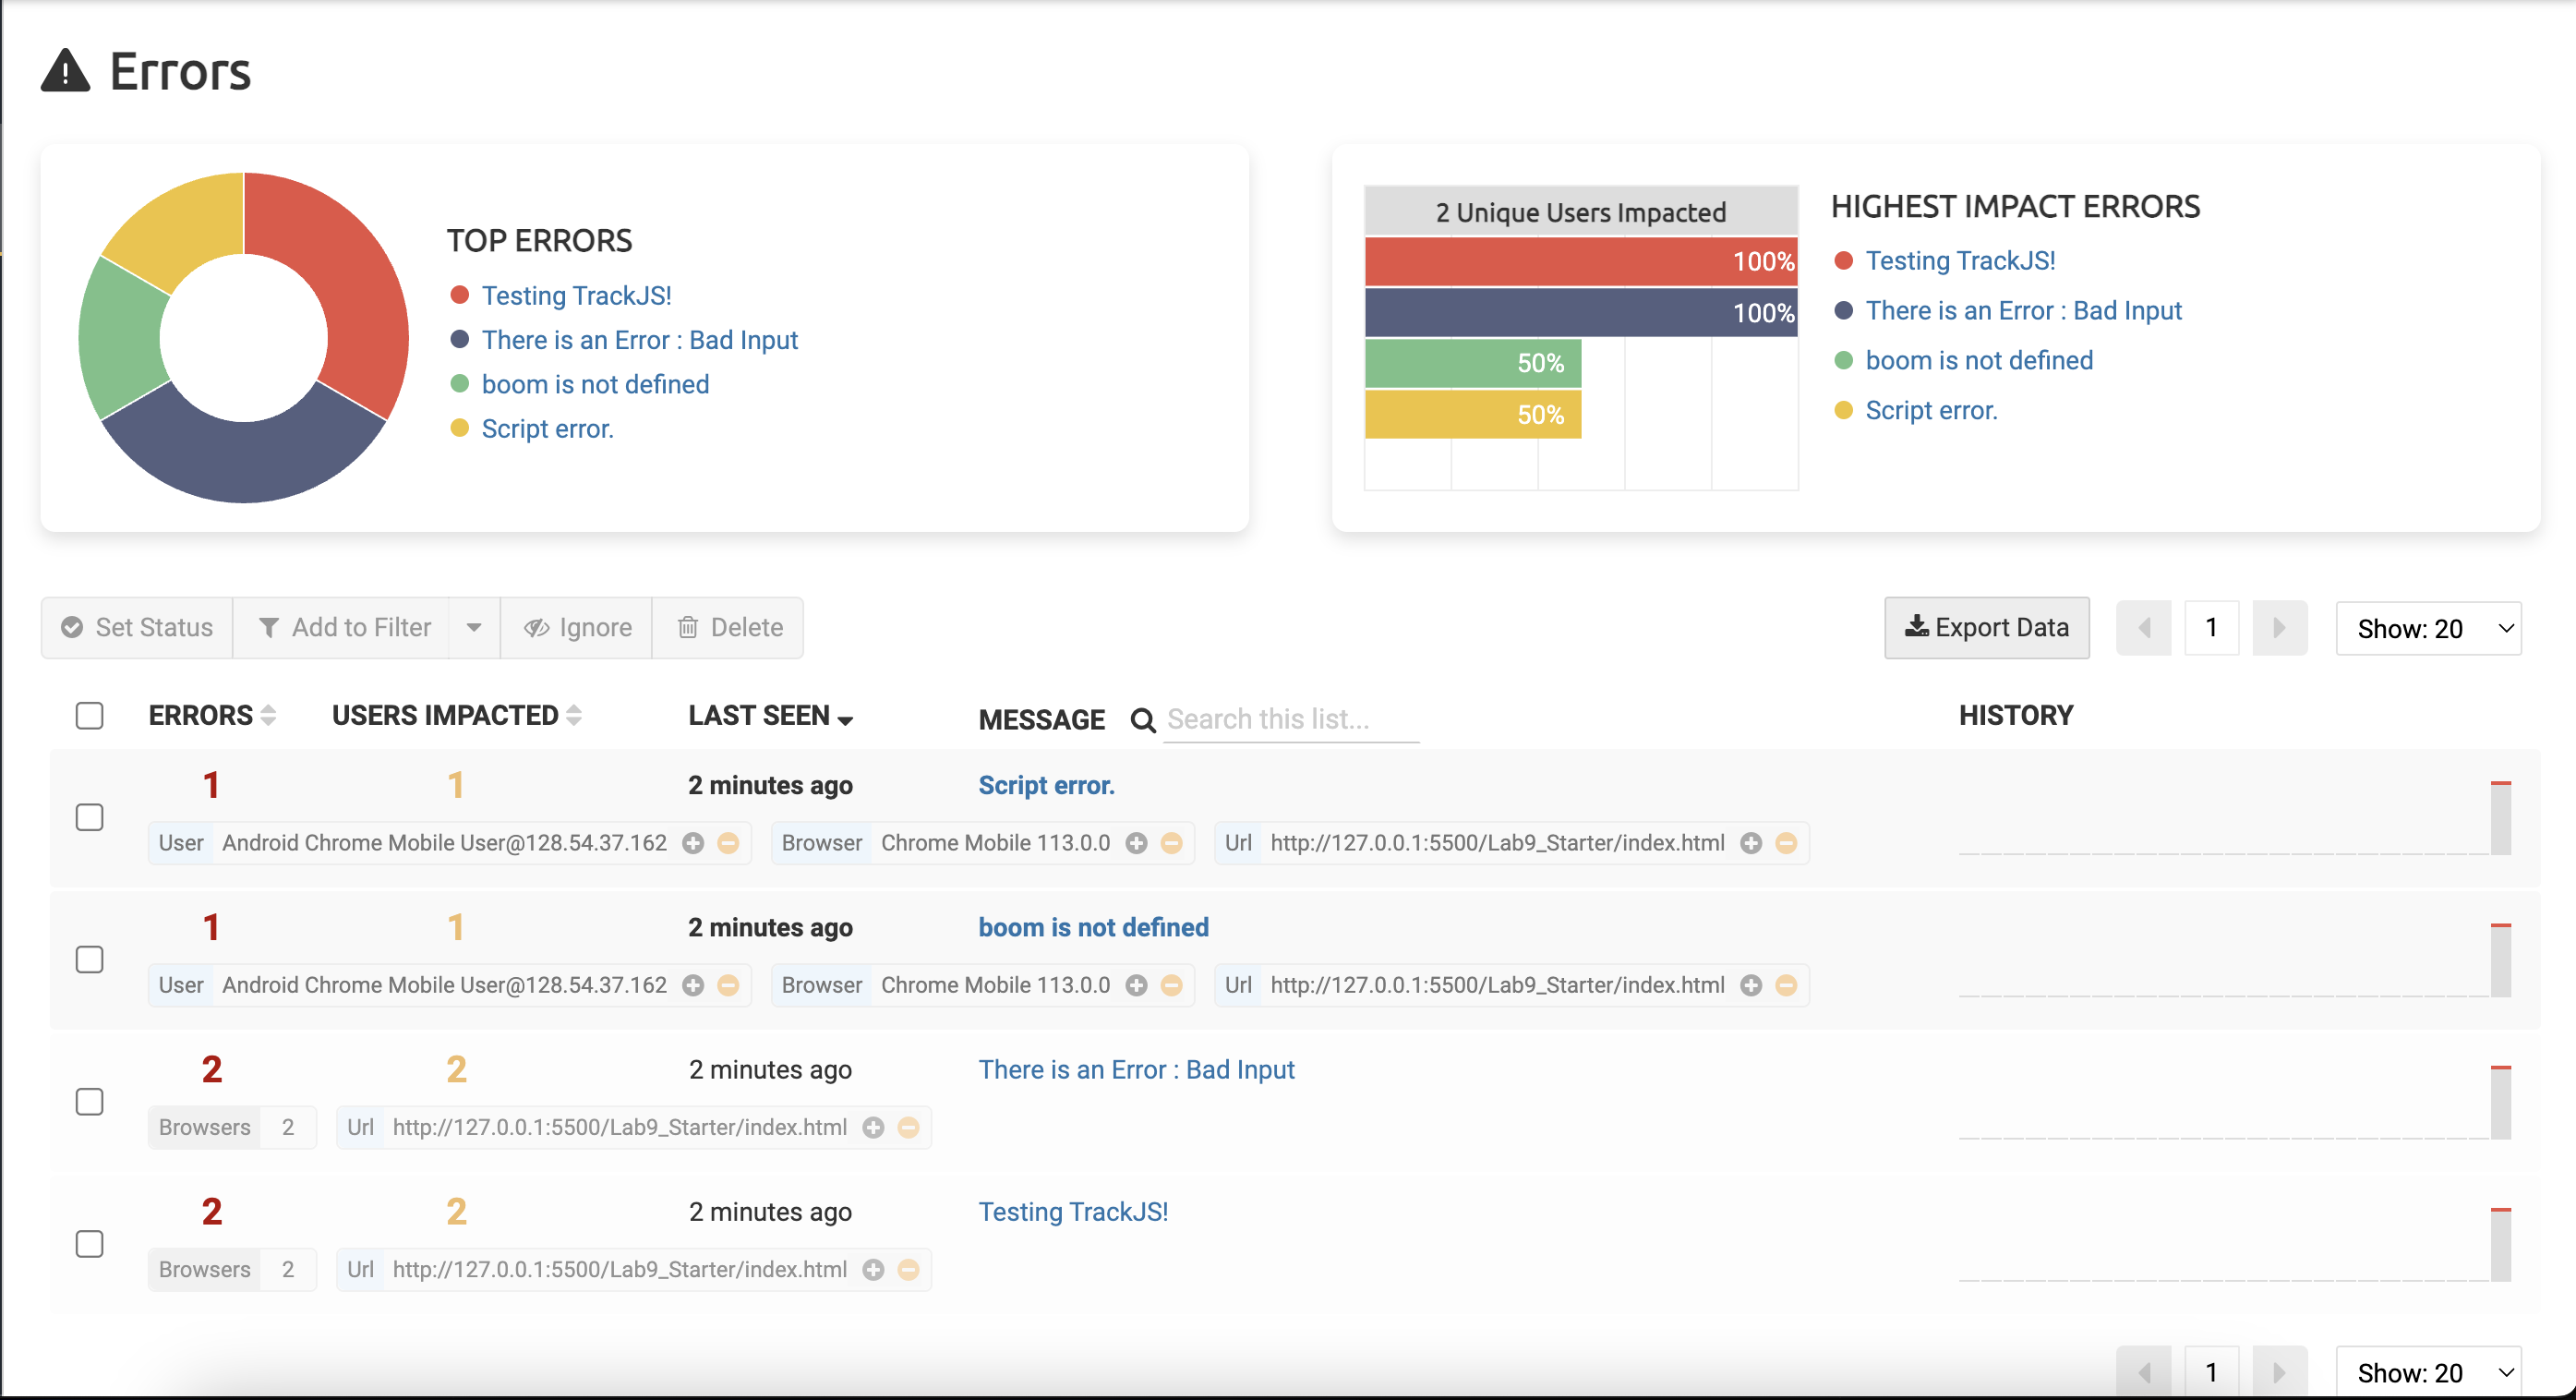 Errors
TOP ERRORS
Testing TrackJS!
There is an Error : Bad Input
boom is not defined
Script error.
2 Unique Users Impacted
100%
100%
50%
50%
HIGHEST IMPACT ERRORS
Testing TrackJS!
There is an Error : Bad Input
boom is not defined
Script error.
Set Status Add to Filter Ignore Delete Export Data 1 Show: 20
ERRORS USERS IMPACTED LAST SEEN MESSAGE Search this list... HISTORY
1 1 2 minutes ago Script error.
User Android Chrome Mobile User@128.54.37.162 Browser Chrome Mobile 113.0.0 Url http://127.0.0.1:5500/Lab9_Starter/index.html
1 1 2 minutes ago boom is not defined
User Android Chrome Mobile User@128.54.37.162 Browser Chrome Mobile 113.0.0 Url http://127.0.0.1:5500/Lab9_Starter/index.html
2 2 2 minutes ago There is an Error : Bad Input
Browsers 2 Url http://127.0.0.1:5500/Lab9_Starter/index.html
2 2 2 minutes ago Testing TrackJS!
Browsers 2 Url http://127.0.0.1:5500/Lab9_Starter/index.html
1 Show: 20